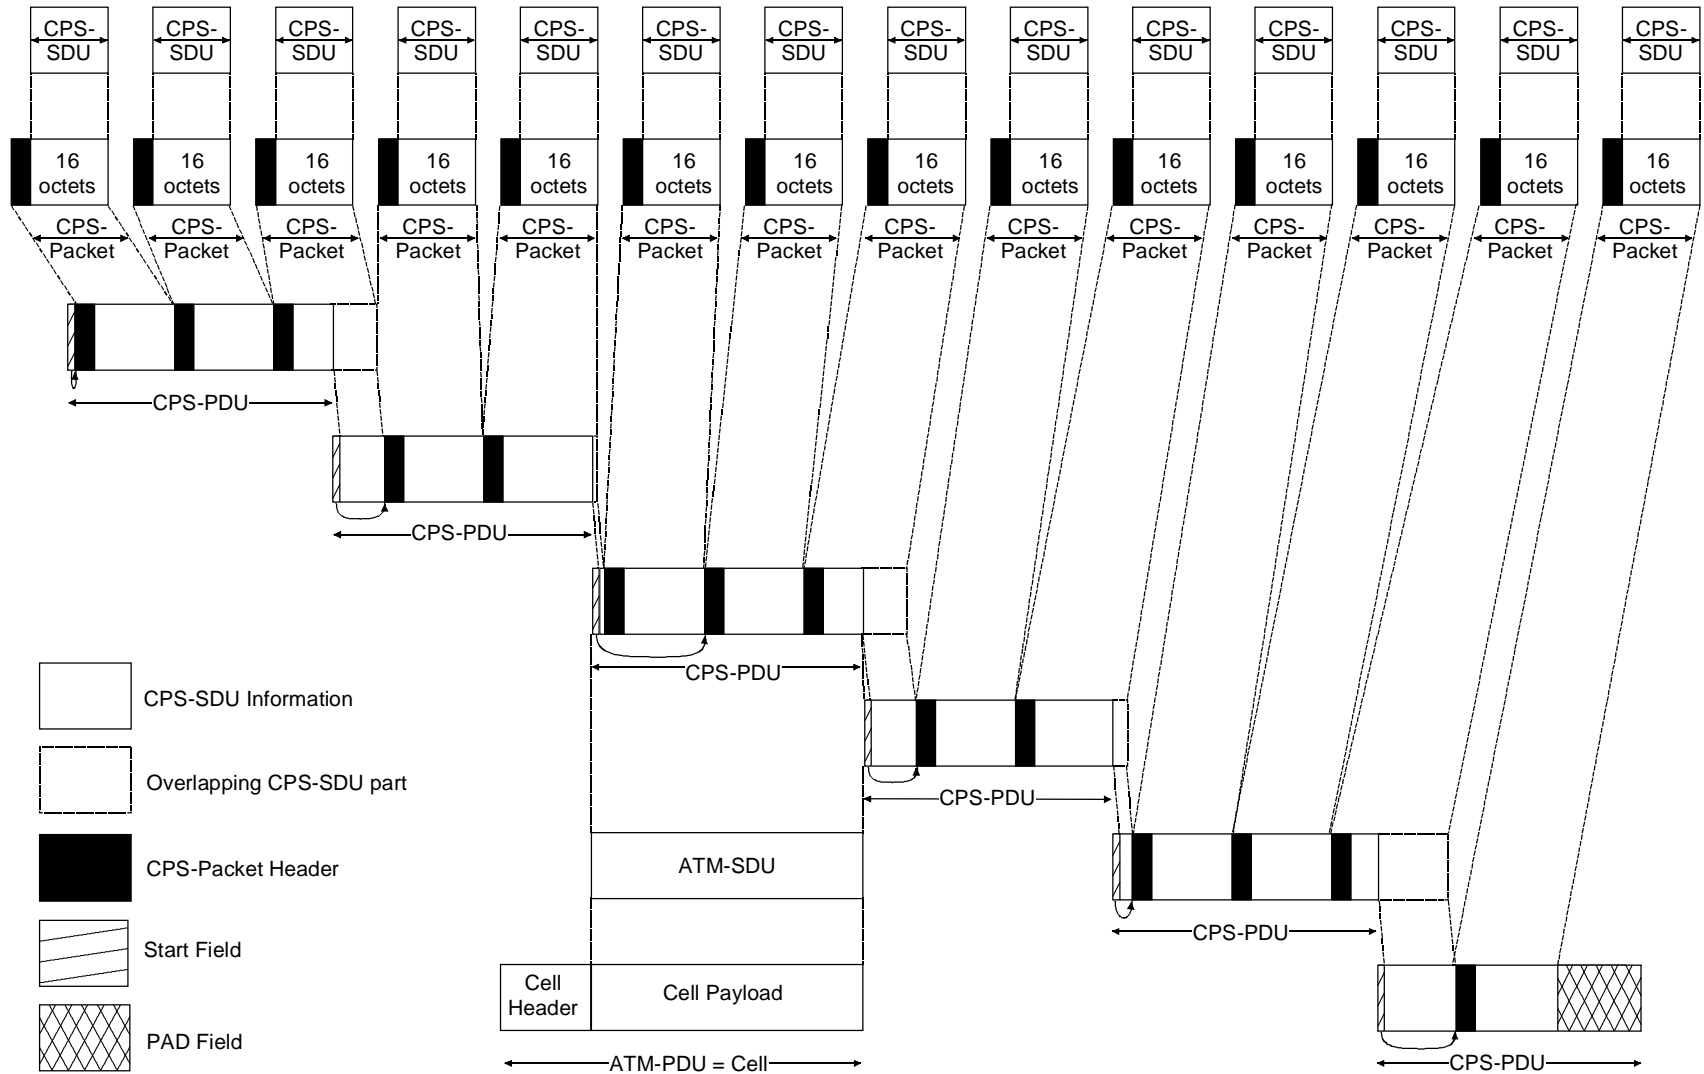 CPS-
SDU
CPS-
SDU
CPS-
SDU
CPS-
SDU
CPS-
SDU
CPS-
SDU
CPS-
SDU
CPS-
SDU
CPS-
SDU
CPS-
SDU
CPS-
SDU
CPS-
SDU
CPS-
SDU
CPS-
SDU
16
octets
16
octets
16
octets
16
octets
16
octets
16
octets
16
octets
16
octets
16
octets
16
octets
16
octets
16
octets
16
octets
16
octets
CPS-
Packet
CPS-
Packet
CPS-
Packet
CPS-
Packet
CPS-
Packet
CPS-
Packet
CPS-
Packet
CPS-
Packet
CPS-
Packet
CPS-
Packet
CPS-
Packet
CPS-
Packet
CPS-
Packet
CPS-
Packet
CPS-PDU
CPS-PDU
CPS-PDU
CPS-PDU
CPS-PDU
CPS-PDU
CPS-SDU Information
Overlapping CPS-SDU part
CPS-Packet Header
Start Field
PAD Field
ATM-SDU
Cell
Header
Cell Payload
ATM-PDU = Cell